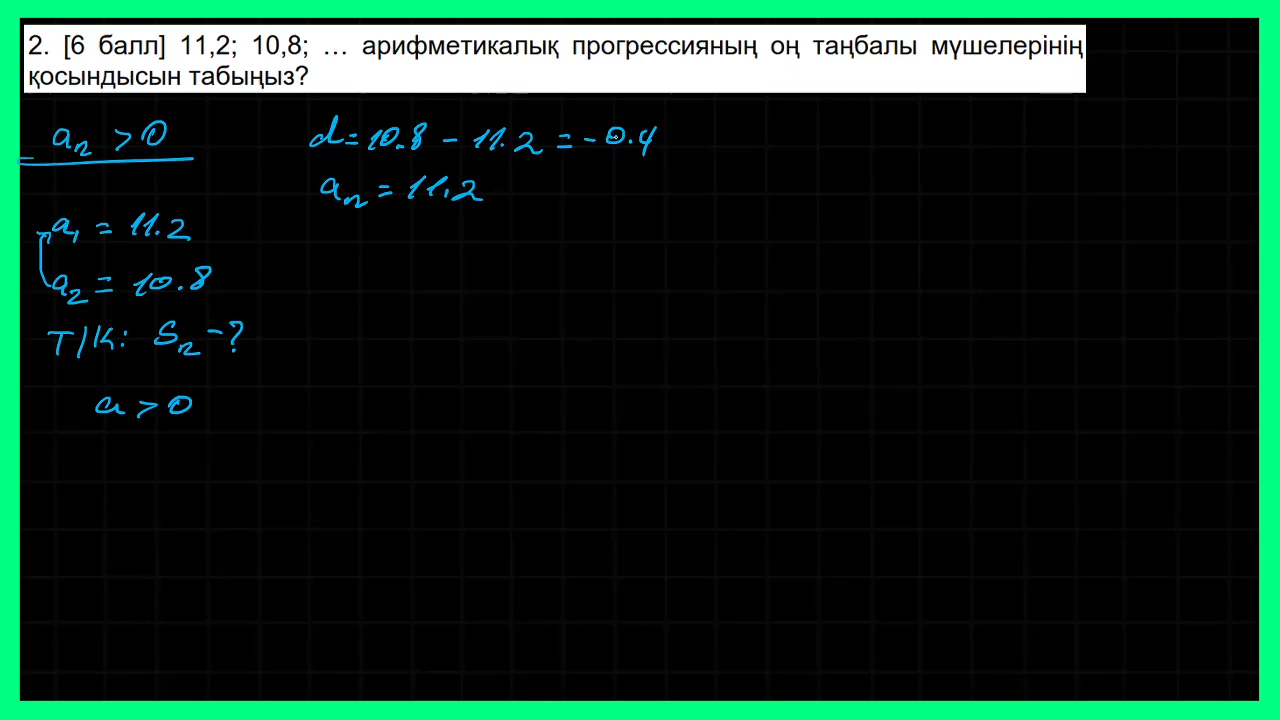 2. [6 балл] 11,2; 10,8; … арифметикалық прогрессияның оң таңбалы мүшелерінің
қосындысын табыңыз?
aₙ > 0
a₁ = 11.2
a₂ = 10.8
Т/К: Sₙ - ?
a > 0
d = 10.8 - 11.2 = -0.4
aₙ = 11.2